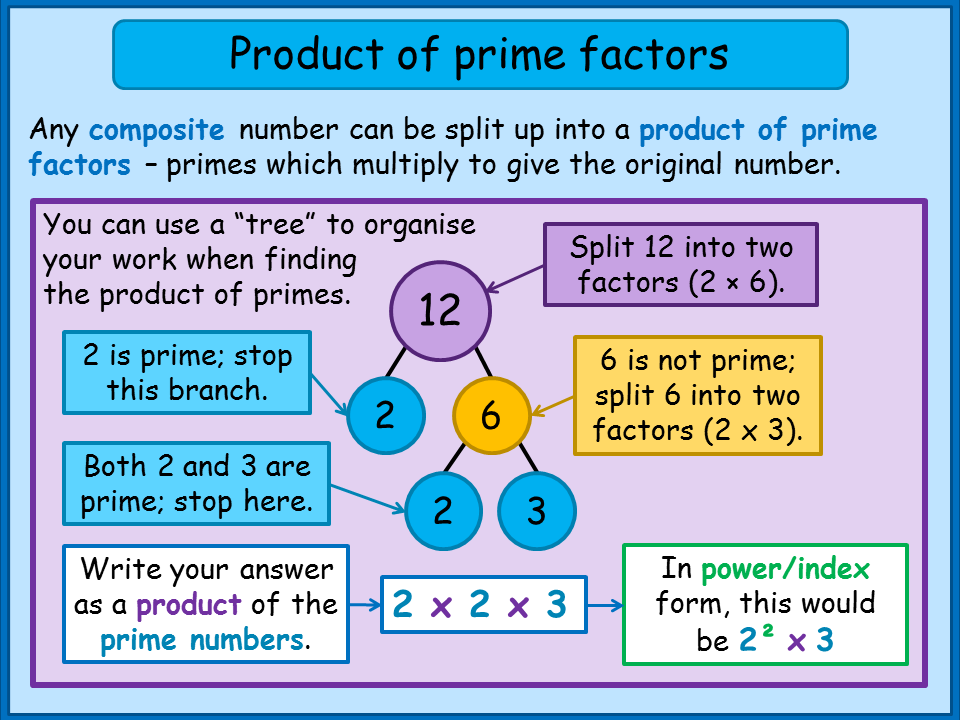 Product of prime factors
Any composite number can be split up into a product of prime
factors – primes which multiply to give the original number.
You can use a “tree” to organise
your work when finding
the product of primes.
Split 12 into two
factors (2 × 6).
12
2 is prime; stop
this branch.
6 is not prime;
split 6 into two
factors (2 x 3).
2
6
Both 2 and 3 are
prime; stop here.
2
3
Write your answer
as a product of the
prime numbers.
2 x 2 x 3
In power/index
form, this would
be 2² x 3